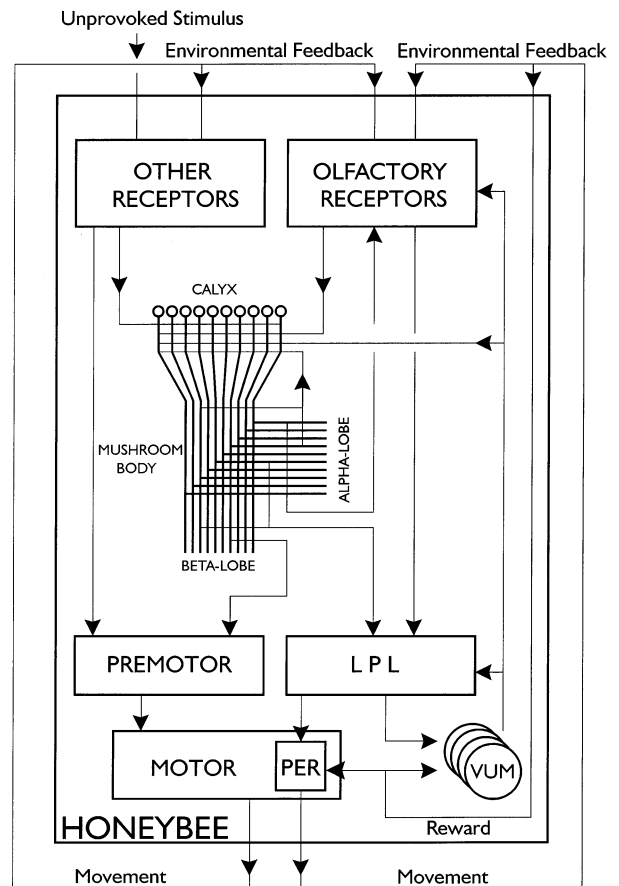 Unprovoked Stimulus
Environmental Feedback
Environmental Feedback
OTHER
RECEPTORS
OLFACTORY
RECEPTORS
CALYX
MUSHROOM
BODY
ALPHA-LOBE
BETA-LOBE
PREMOTOR
L P L
MOTOR
PER
VUM
HONEYBEE
Reward
Movement
Movement